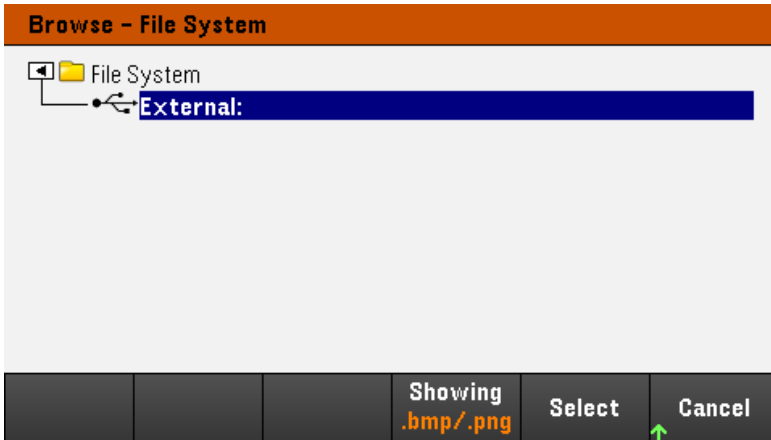 Browse - File System
File System
External:
Showing
.bmp/.png
Select
Cancel